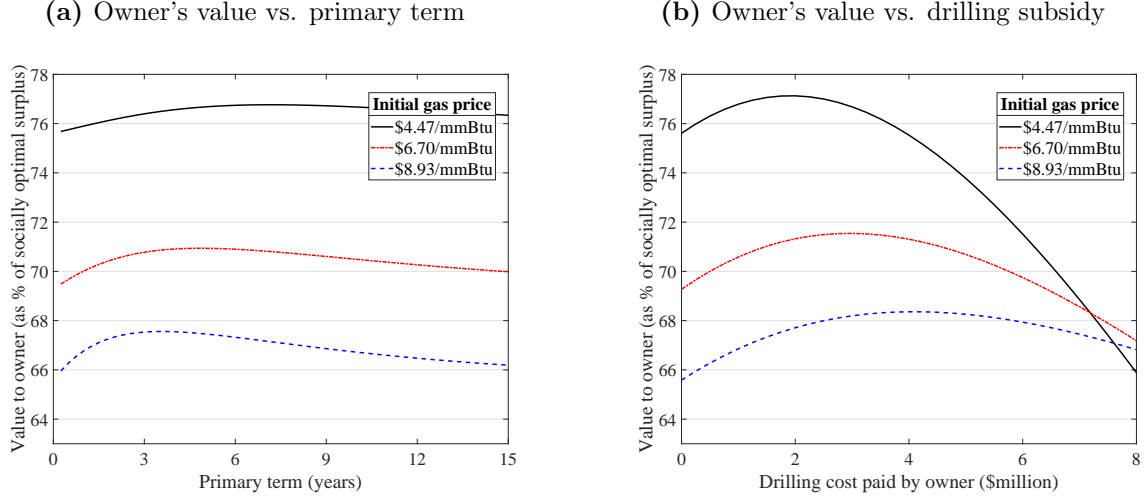 (a) Owner's value vs. primary term
Value to owner (as % of socially optimal surplus)
78
76
74
72
70
68
66
64
0
3
6
9
12
15
Primary term (years)
Initial gas price
$4.47/mmBtu
$6.70/mmBtu
$8.93/mmBtu
(b) Owner's value vs. drilling subsidy
Value to owner (as % of socially optimal surplus)
78
76
74
72
70
68
66
64
0
2
4
6
8
Drilling cost paid by owner ($million)
Initial gas price
$4.47/mmBtu
$6.70/mmBtu
$8.93/mmBtu